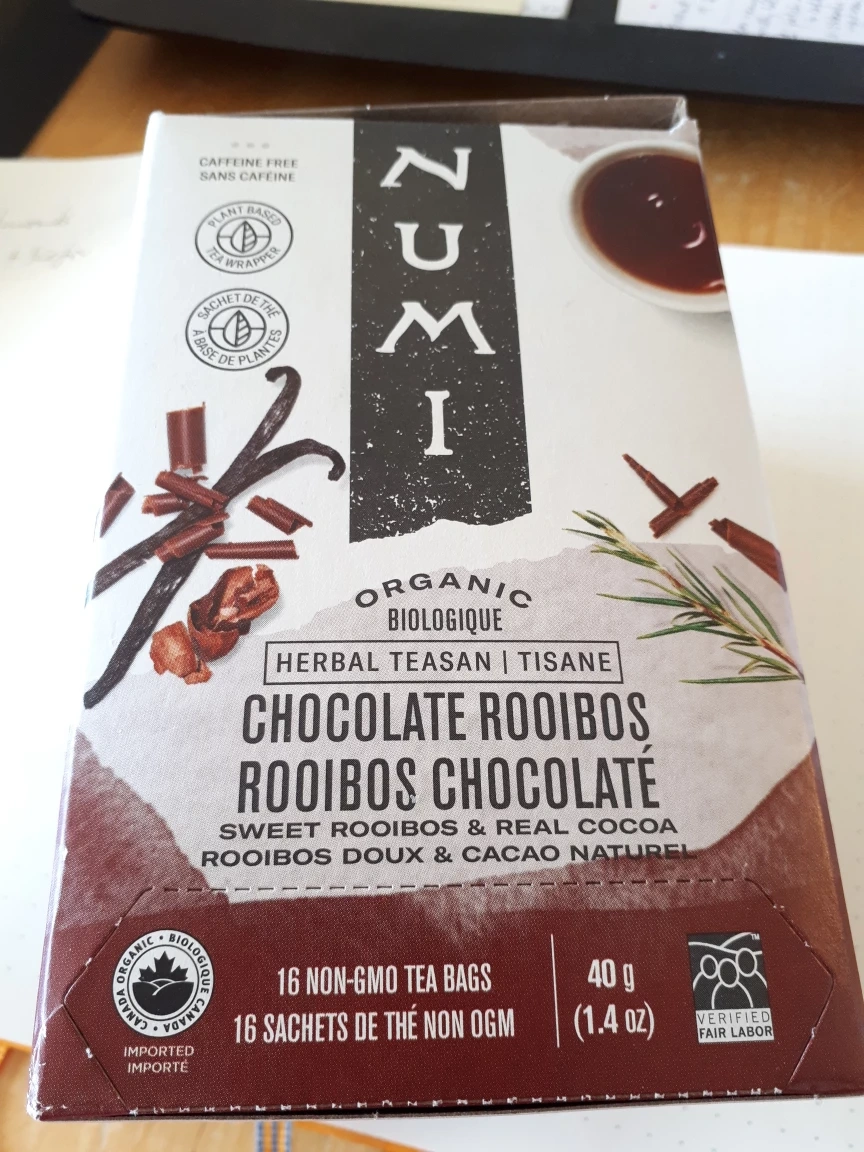 CAFFEINE FREE
SANS CAFÉINE
PLANT BASED
TEA WRAPPER
SACHET DE THÉ
À BASE DE PLANTES
NUMI
ORGANIC
BIOLOGIQUE
HERBAL TEASAN | TISANE
CHOCOLATE ROOIBOS
ROOIBOS CHOCOLATÉ
SWEET ROOIBOS & REAL COCOA
ROOIBOS DOUX & CACAO NATUREL
CANADA ORGANIC • BIOLOGIQUE CANADA •
IMPORTED
IMPORTÉ
16 NON-GMO TEA BAGS
16 SACHETS DE THÉ NON OGM
40 g
(1.4 oz)
TM
VERIFIED
FAIR LABOR